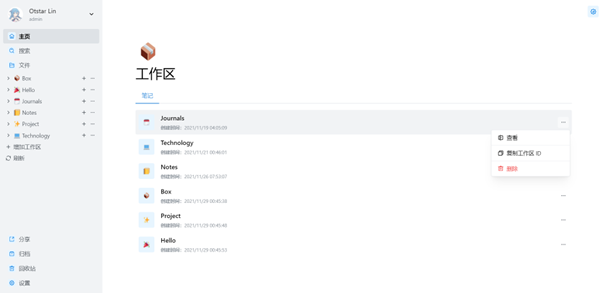 Otstar Lin
admin
主页
搜索
文件
Box
Hello
Journals
Notes
Project
Technology
增加工作区
刷新
分享
归档
回收站
设置
工作区
笔记
Journals
创建时间: 2021/11/19 04:05:09
Technology
创建时间: 2021/11/21 00:46:01
Notes
创建时间: 2021/11/26 07:53:07
Box
创建时间: 2021/11/29 00:45:38
Project
创建时间: 2021/11/29 00:45:48
Hello
创建时间: 2021/11/29 00:45:53
查看
复制工作区 ID
删除